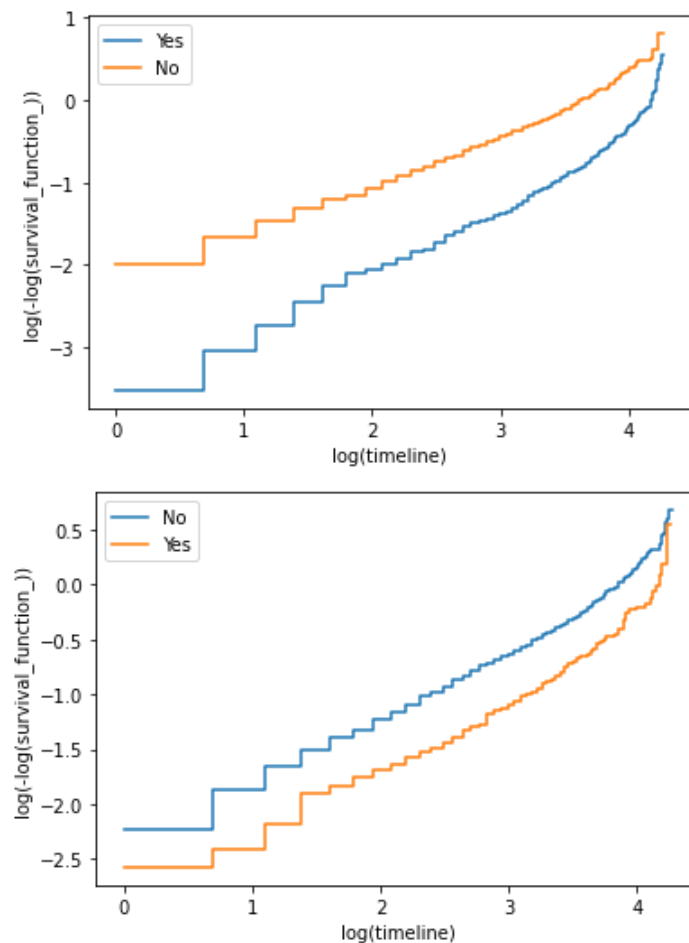 1
Yes
No
0
−1
−2
−3
log(-log(survival_function_))
0 1 2 3 4
log(timeline)
No
Yes
0.5
0.0
−0.5
−1.0
−1.5
−2.0
−2.5
log(-log(survival_function_))
0 1 2 3 4
log(timeline)